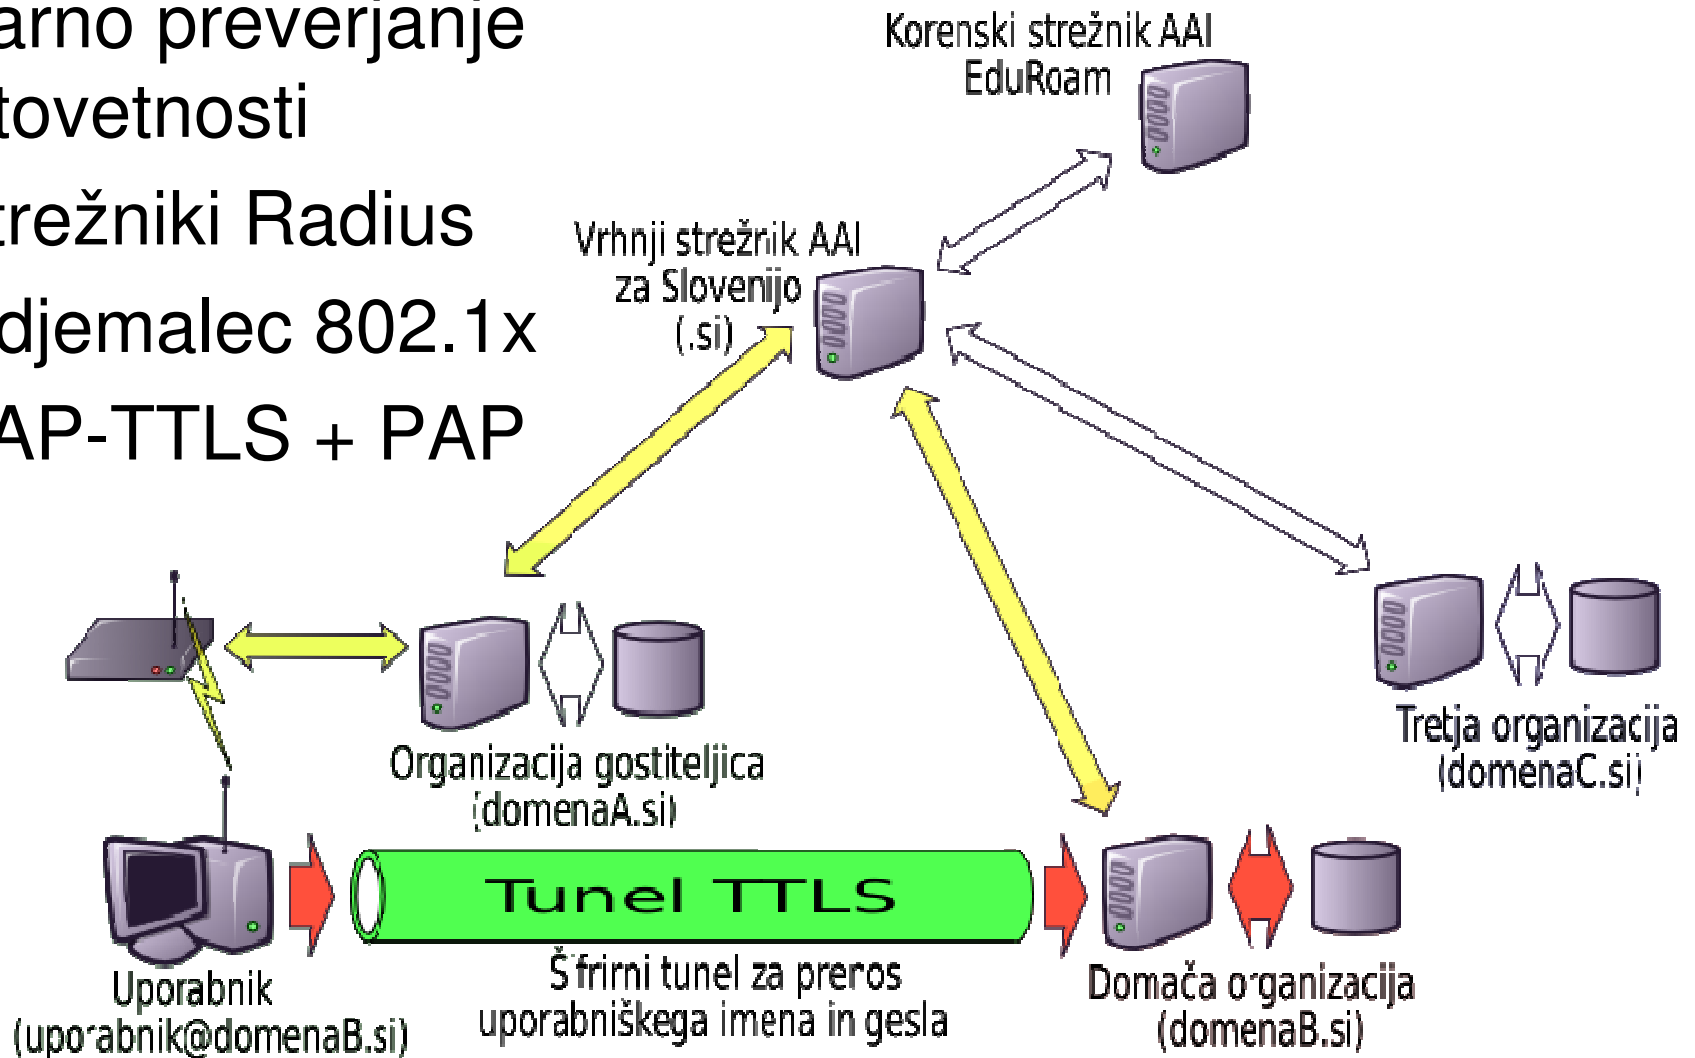 arno preverjanje
tovetnosti
trežniki Radius
djemalec 802.1x
AP-TTLS + PAP
Korenski strežnik AAI
EduRoam
Vrhnji strežnik AAI
za Slovenijo
(.si)
Organizacija gostiteljica
(domenaA.si)
Tretja organizacija
(domenaC.si)
Tunel TTLS
Šifrirni tunel za prenos
uporabniškega imena in gesla
Uporabnik
(uporabnik@domenaB.si)
Domača organizacija
(domenaB.si)